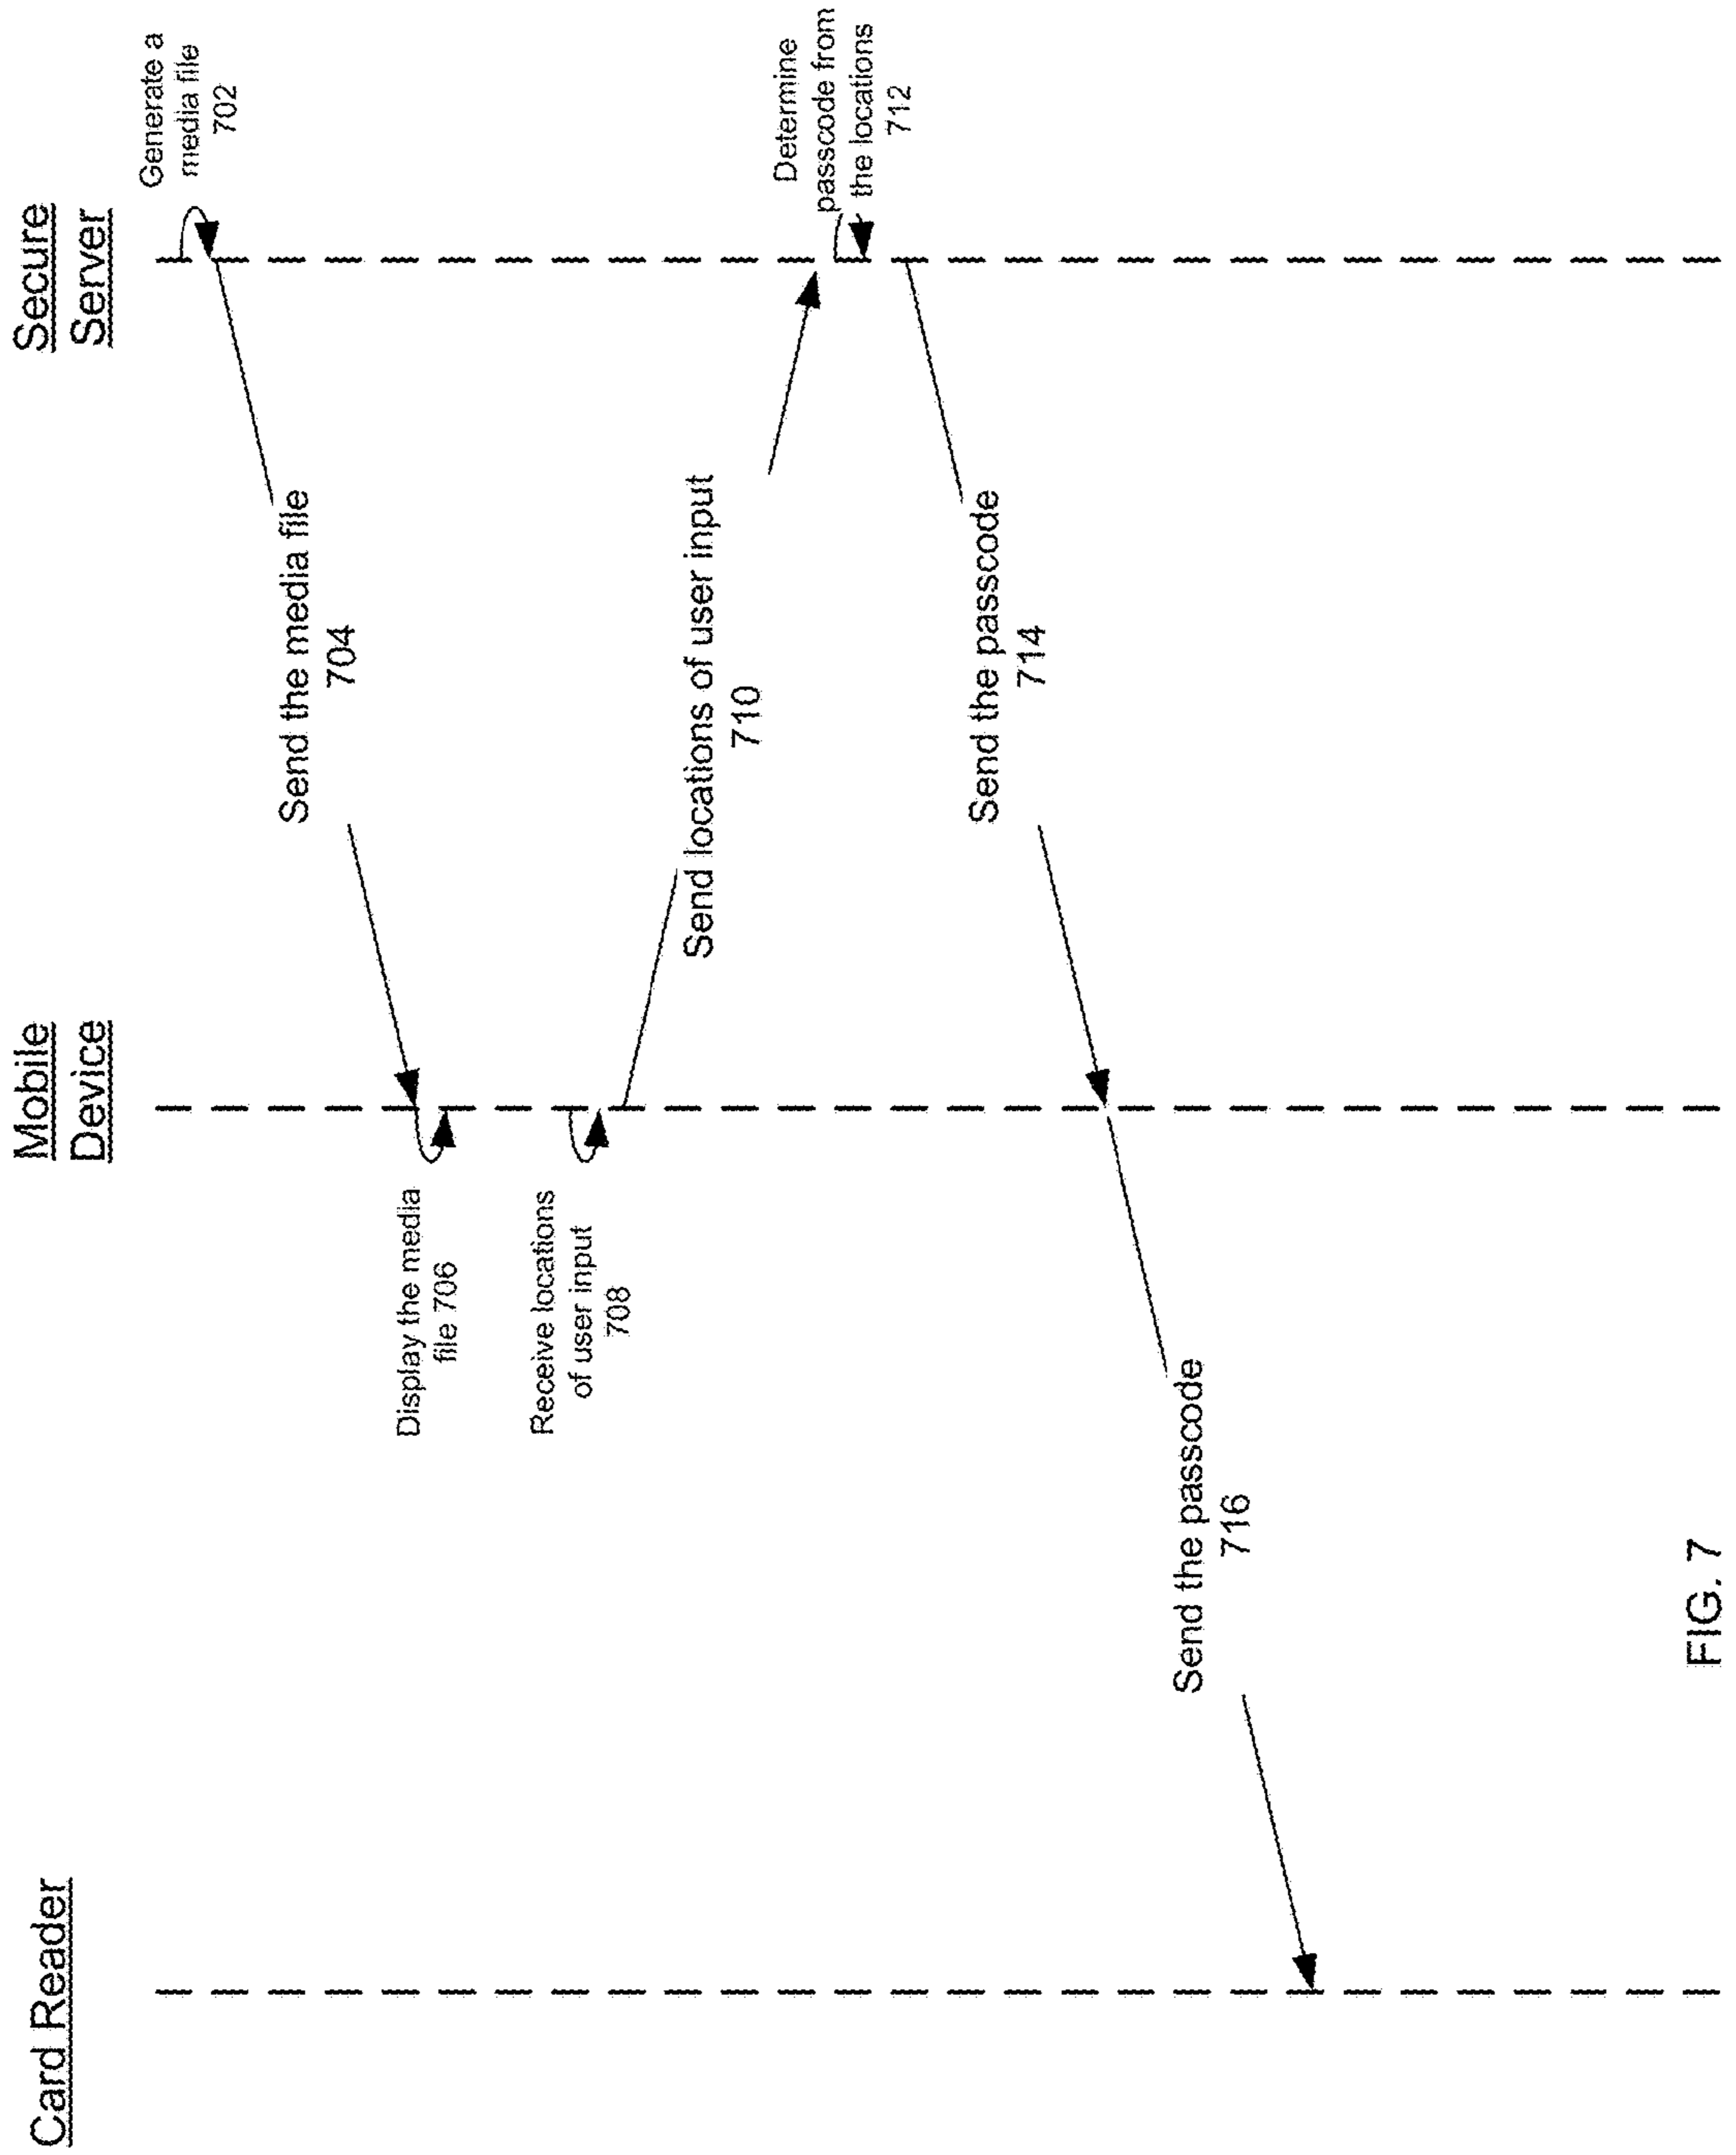 Card Reader
Mobile
Device
Secure
Server
Generate a
media file
702
Send the media file
704
Display the media
file 706
Receive locations
of user input
708
Send locations of user input
710
Determine
passcode from
the locations
712
Send the passcode
714
Send the passcode
716
FIG. 7